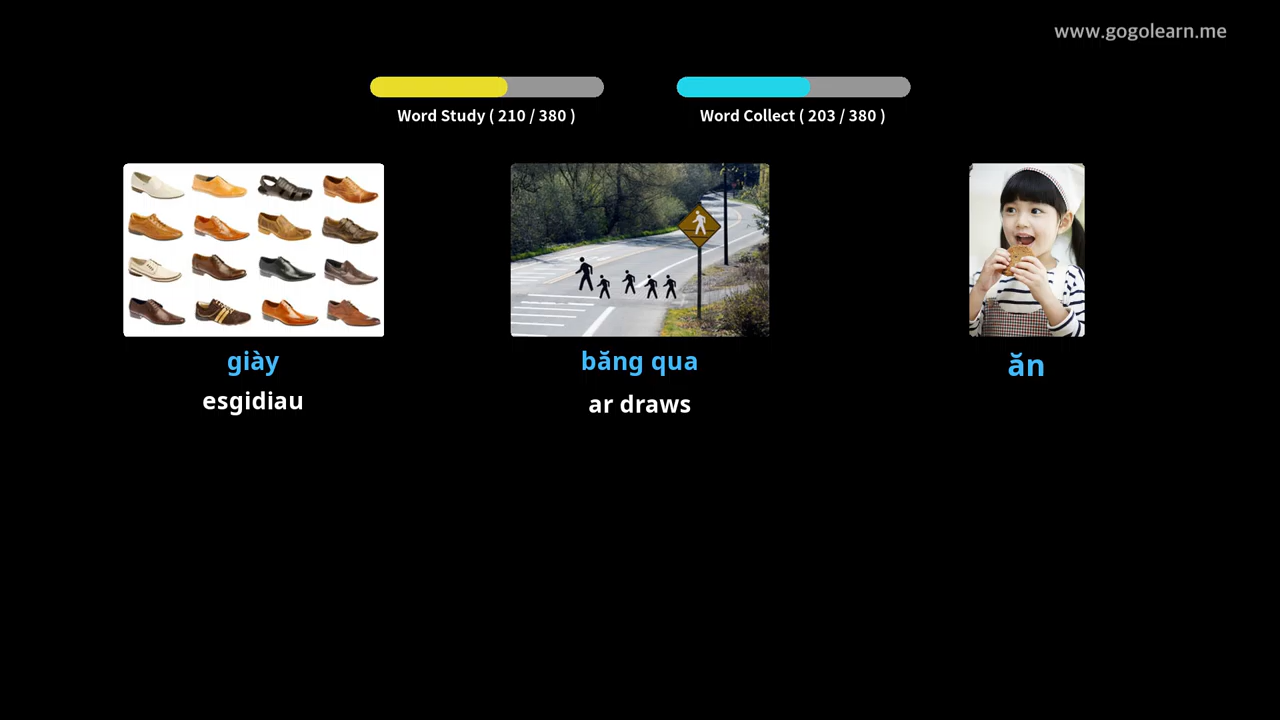 www.gogolearn.me
Word Study ( 210 / 380 )
Word Collect ( 203 / 380 )
giày
băng qua
ăn
esgidiau
ar draws